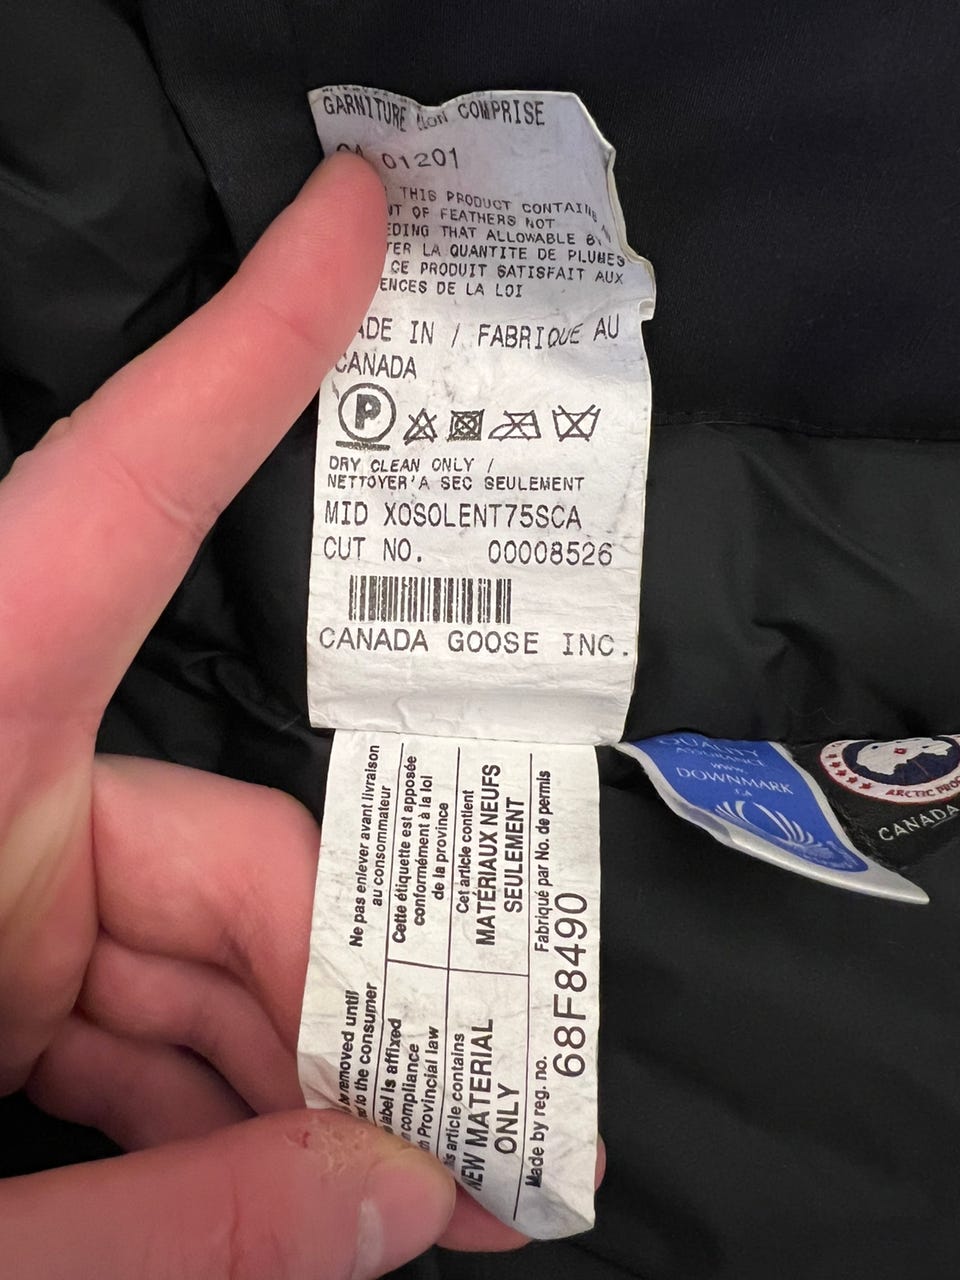 GARNITURE non COMPRISE
CA 01201
THIS PRODUCT CONTAINS
OF FEATHERS NOT
THAT ALLOWABLE
LA QUANTITE DE PLUMES
CE PRODUIT SATISFAIT AUX
DE LA LOI
MADE IN / FABRIQUE AU
CANADA
P
DRY CLEAN ONLY /
NETTOYER'A SEC SEULEMENT
MID XOSOLENT75SCA
CUT NO. 00008526
CANADA GOOSE INC.
Ne pas enlever avant livraison
au consommateur
Cette étiquette est apposée
conformément à la loi
de la province
Cet article contient
MATÉRIAUX NEUFS
SEULEMENT
Fabriqué par No. de permis
68F8490
be removed until
to the consumer
label is affixed
compliance
Provincial law
article contains
NEW MATERIAL
ONLY
Made by reg. no.
QUALITY
ASSURANCE
www.
DOWNMARK
.CA
ARCTIC
CANADA